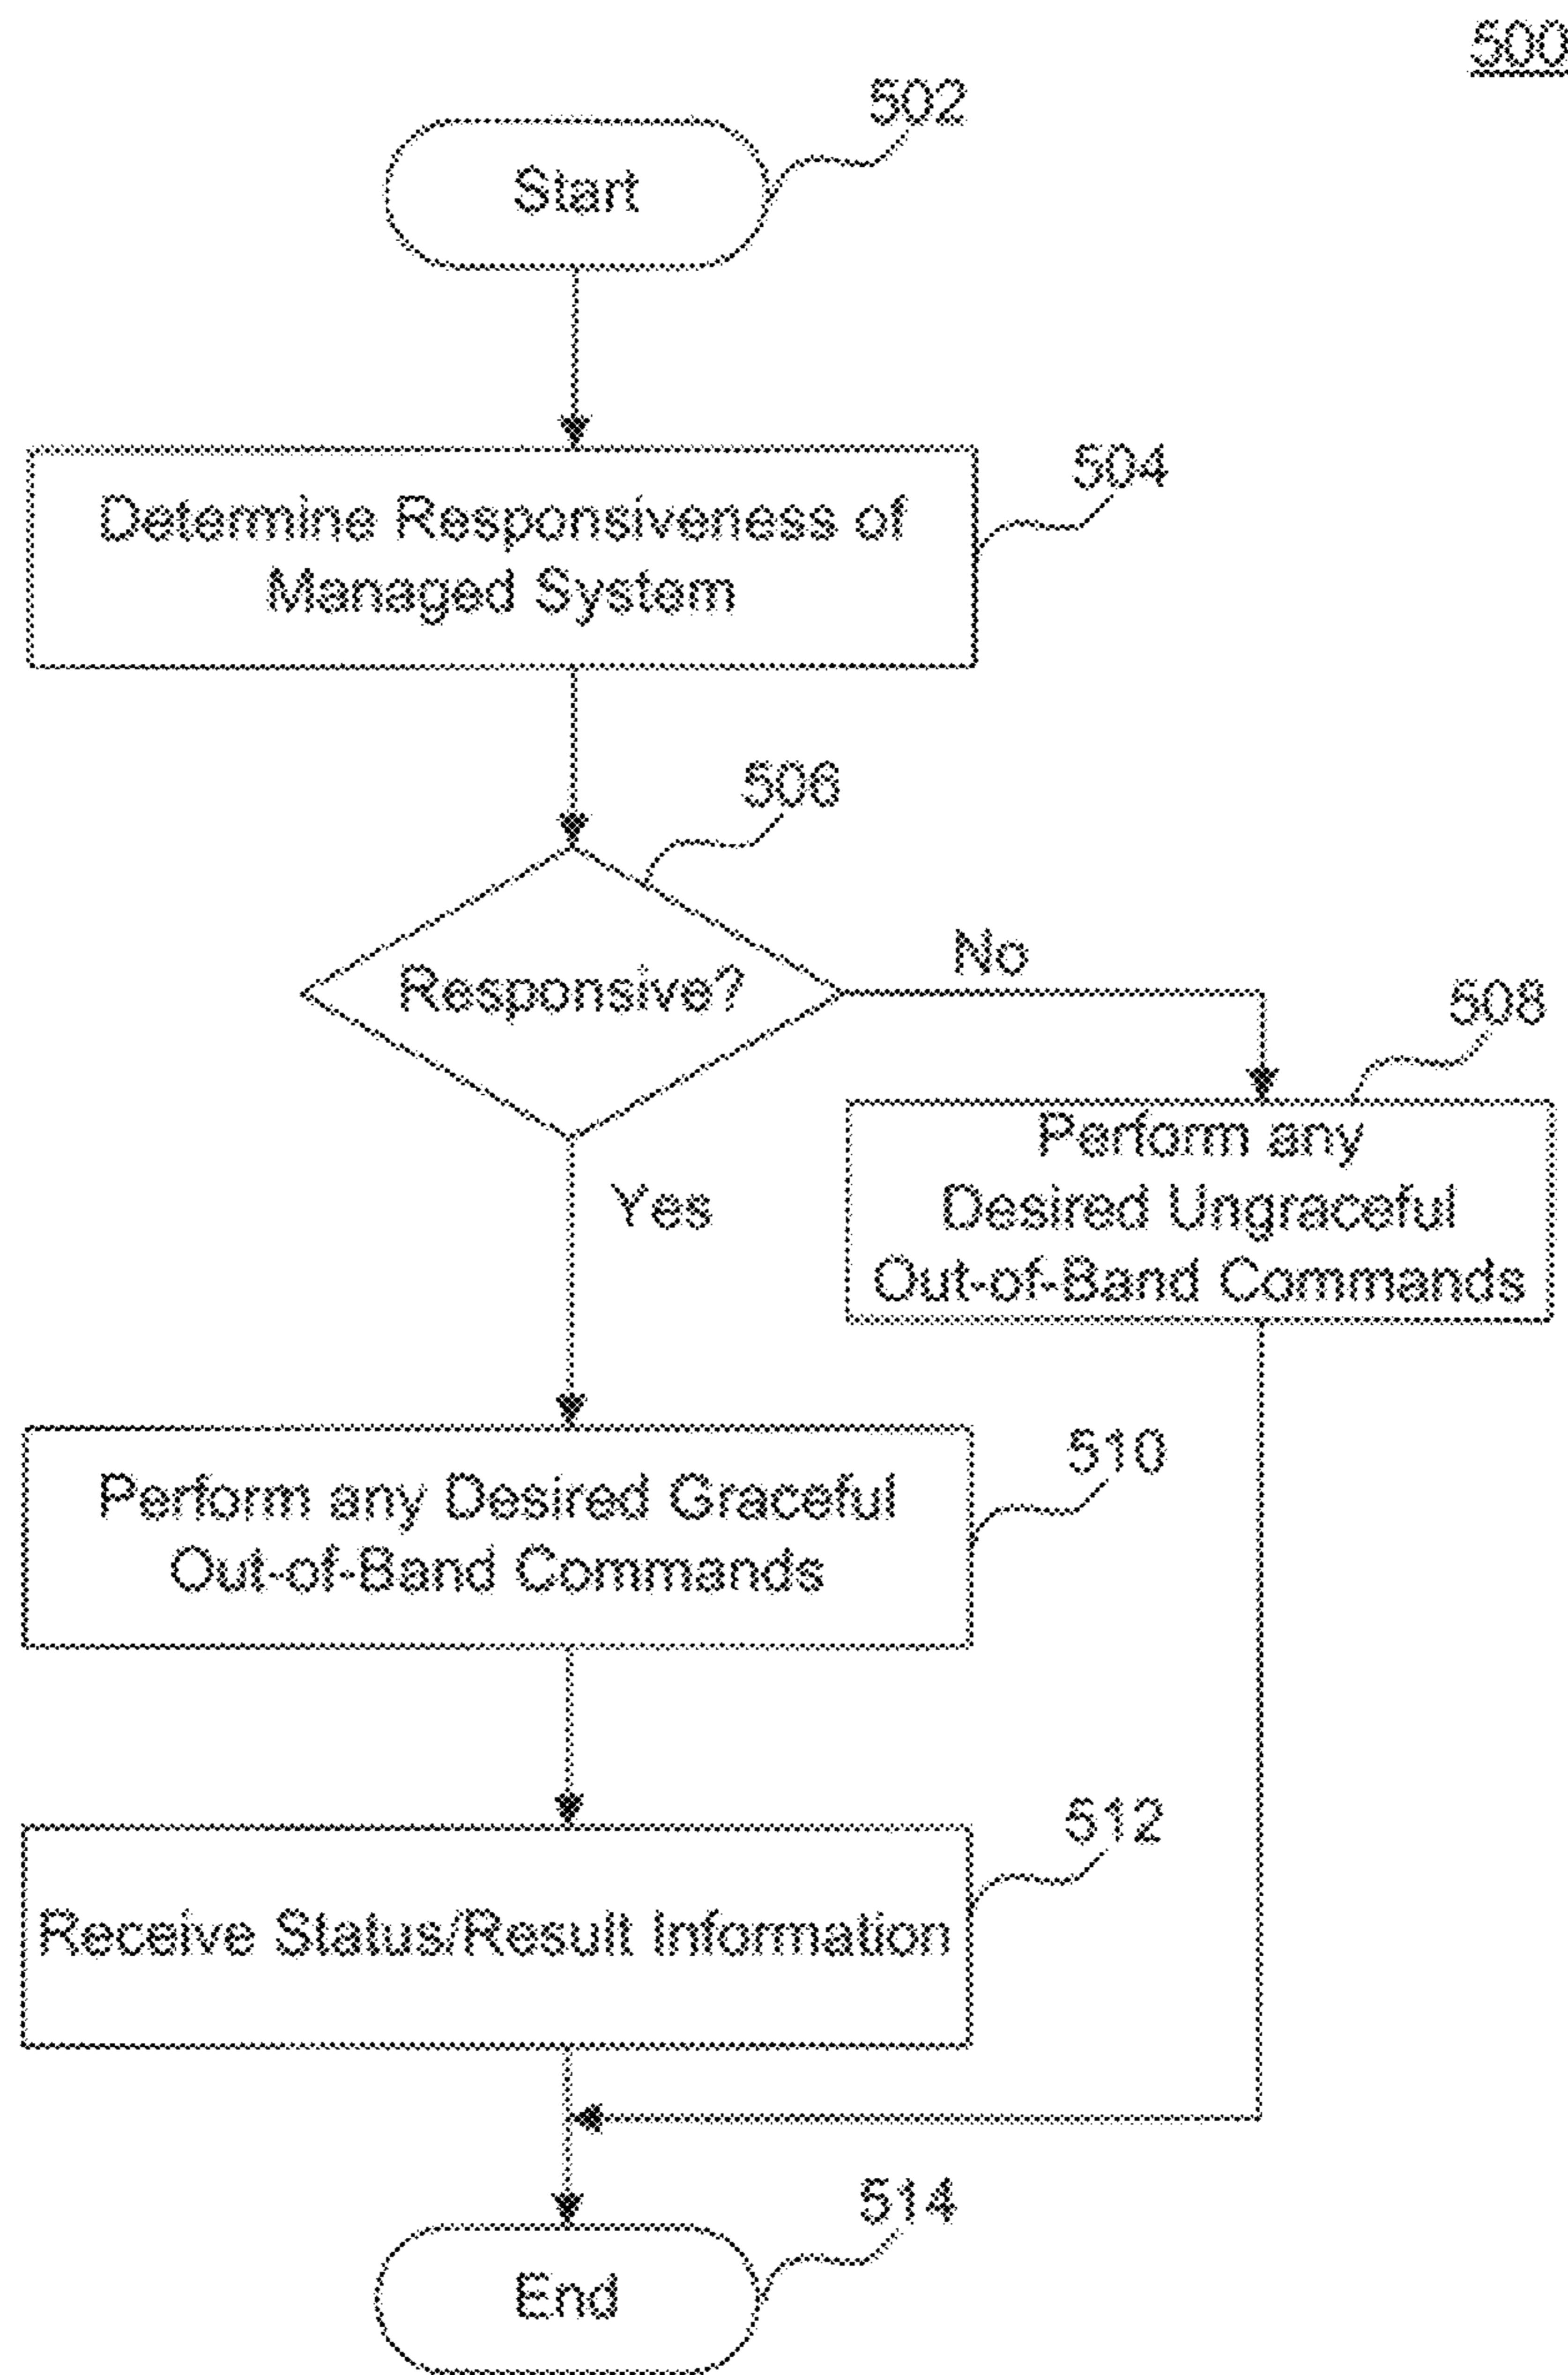 500
502
Start
504
Determine Responsiveness of
Managed System
506
Responsive?
No
508
Perform any
Desired Ungraceful
Out-of-Band Commands
Yes
510
Perform any Desired Graceful
Out-of-Band Commands
512
Receive Status/Result Information
514
End